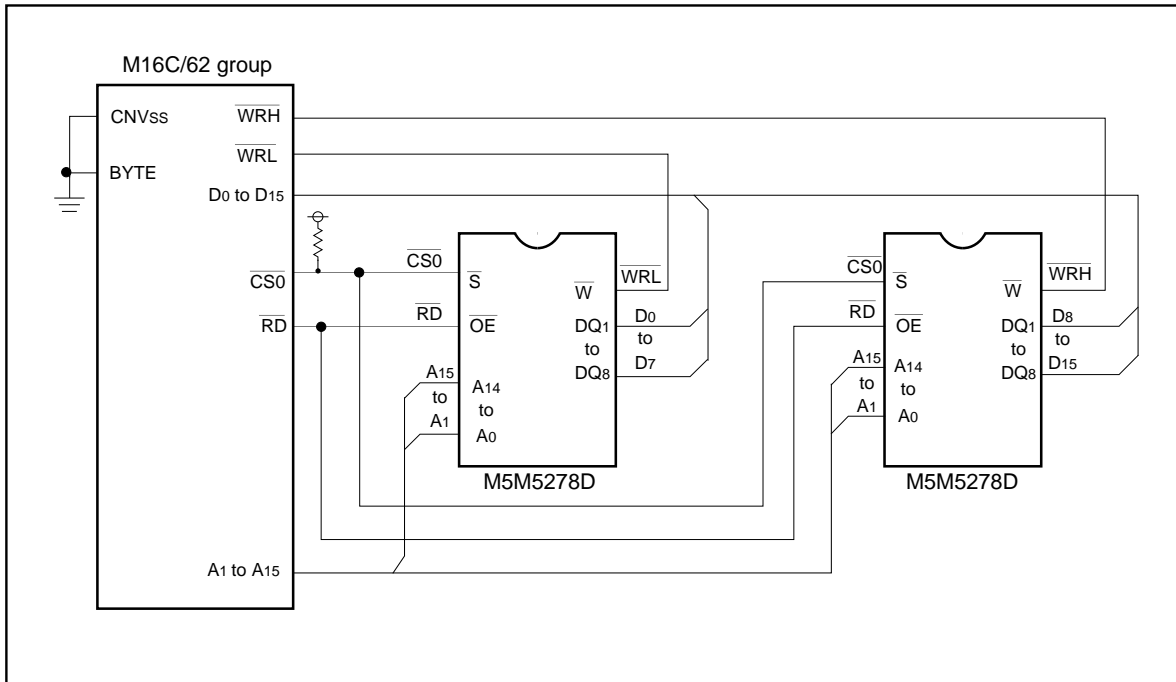 M16C/62 group
CNVSS
BYTE
WRH
WRL
D0 to D15
CS0
RD
A1 to A15
CS0
RD
A15
to
A1
S
OE
A14
to
A0
W
DQ1
to
DQ8
WRL
D0
to
D7
M5M5278D
CS0
RD
A15
to
A1
S
OE
A14
to
A0
W
DQ1
to
DQ8
WRH
D8
to
D15
M5M5278D